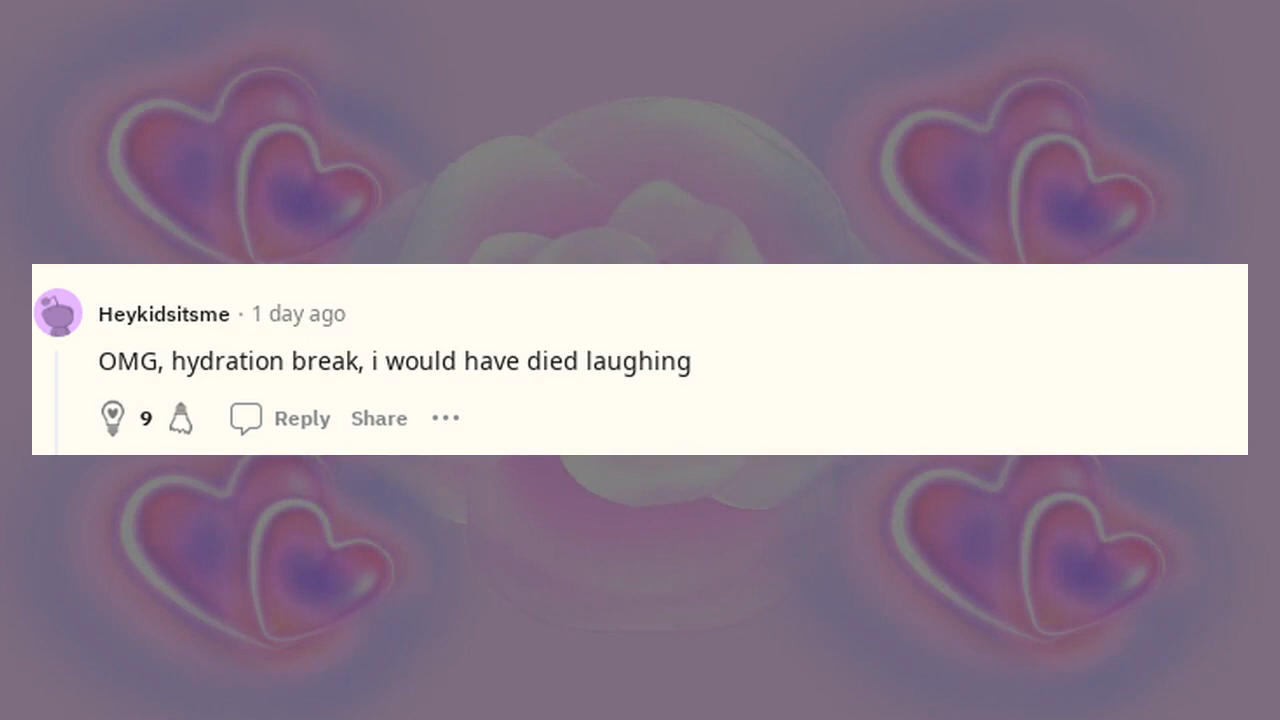 Heykidsitsme · 1 day ago
OMG, hydration break, i would have died laughing
9 Reply Share ···